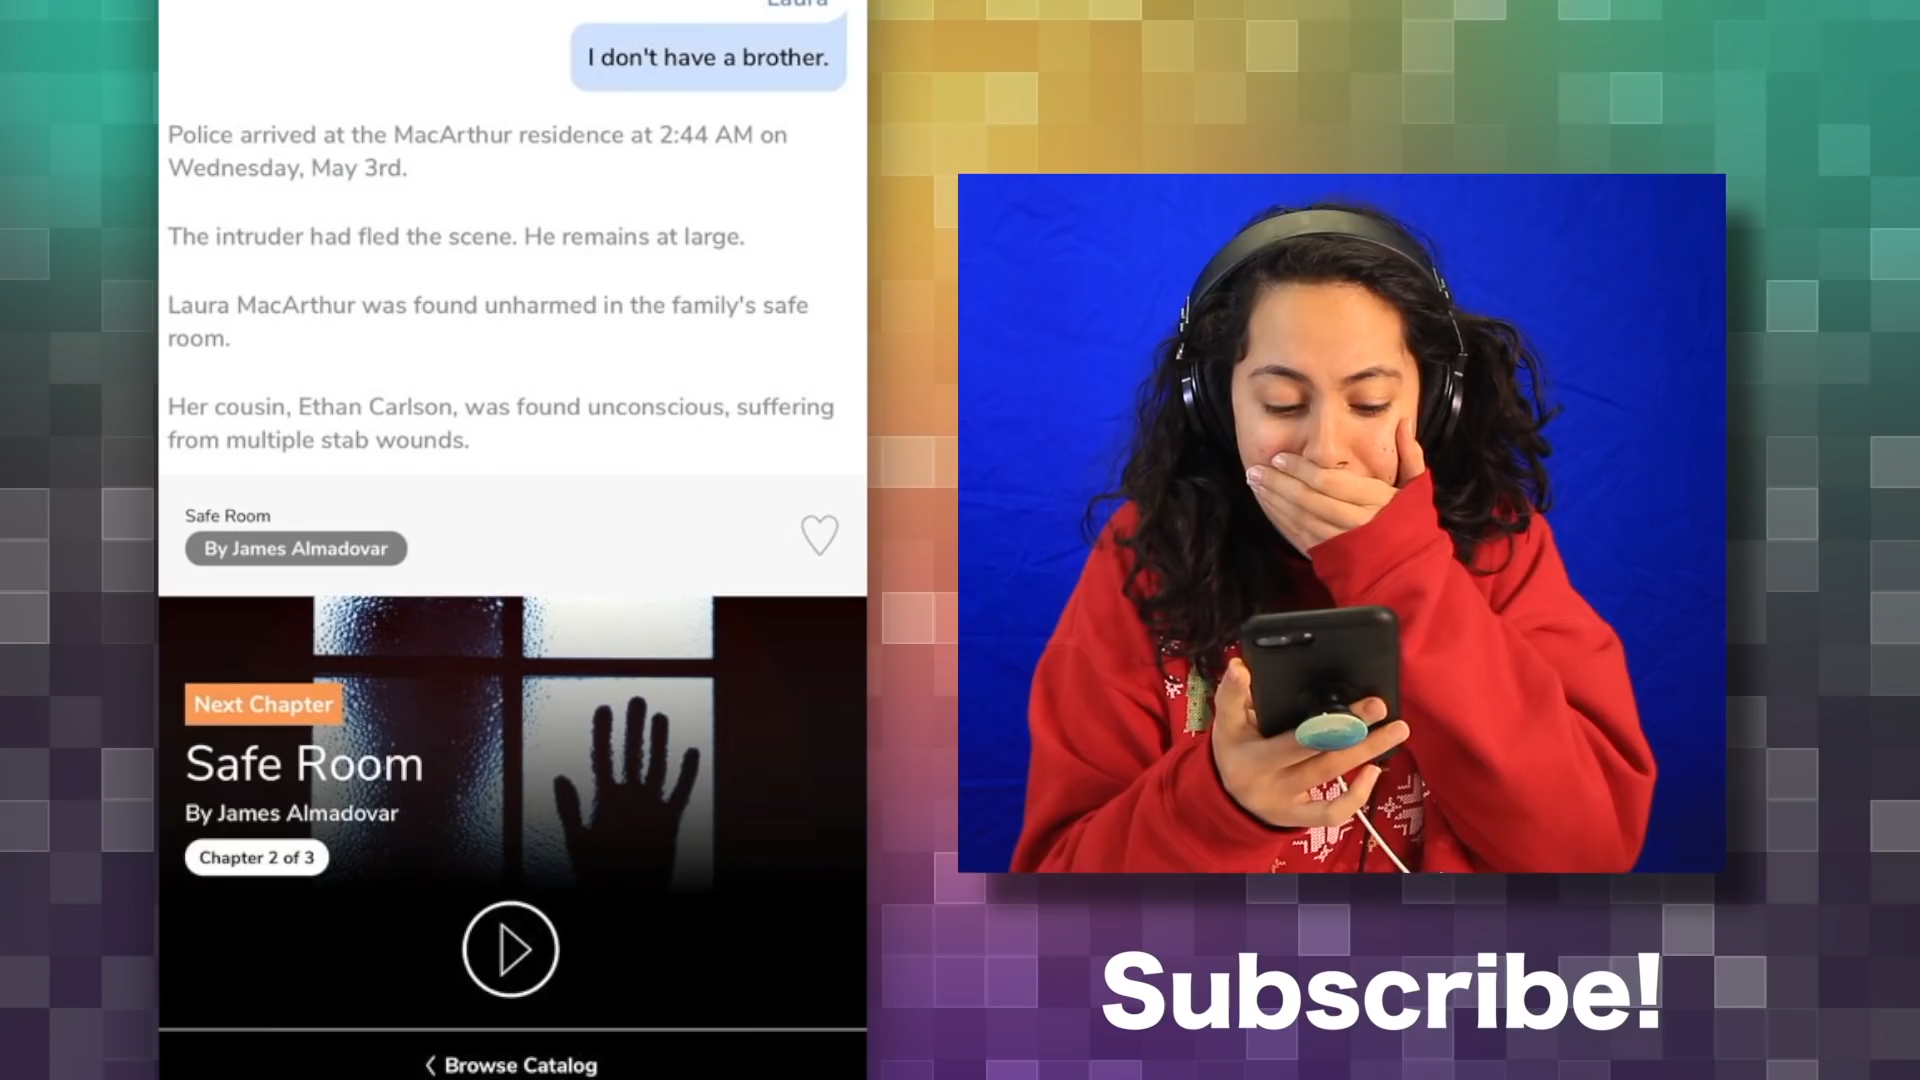 Laura
I don't have a brother.
Police arrived at the MacArthur residence at 2:44 AM on
Wednesday, May 3rd.
The intruder had fled the scene. He remains at large.
Laura MacArthur was found unharmed in the family's safe
room.
Her cousin, Ethan Carlson, was found unconscious, suffering
from multiple stab wounds.
Safe Room
By James Almadovar
Next Chapter
Safe Room
By James Almadovar
Chapter 2 of 3
Browse Catalog
Subscribe!